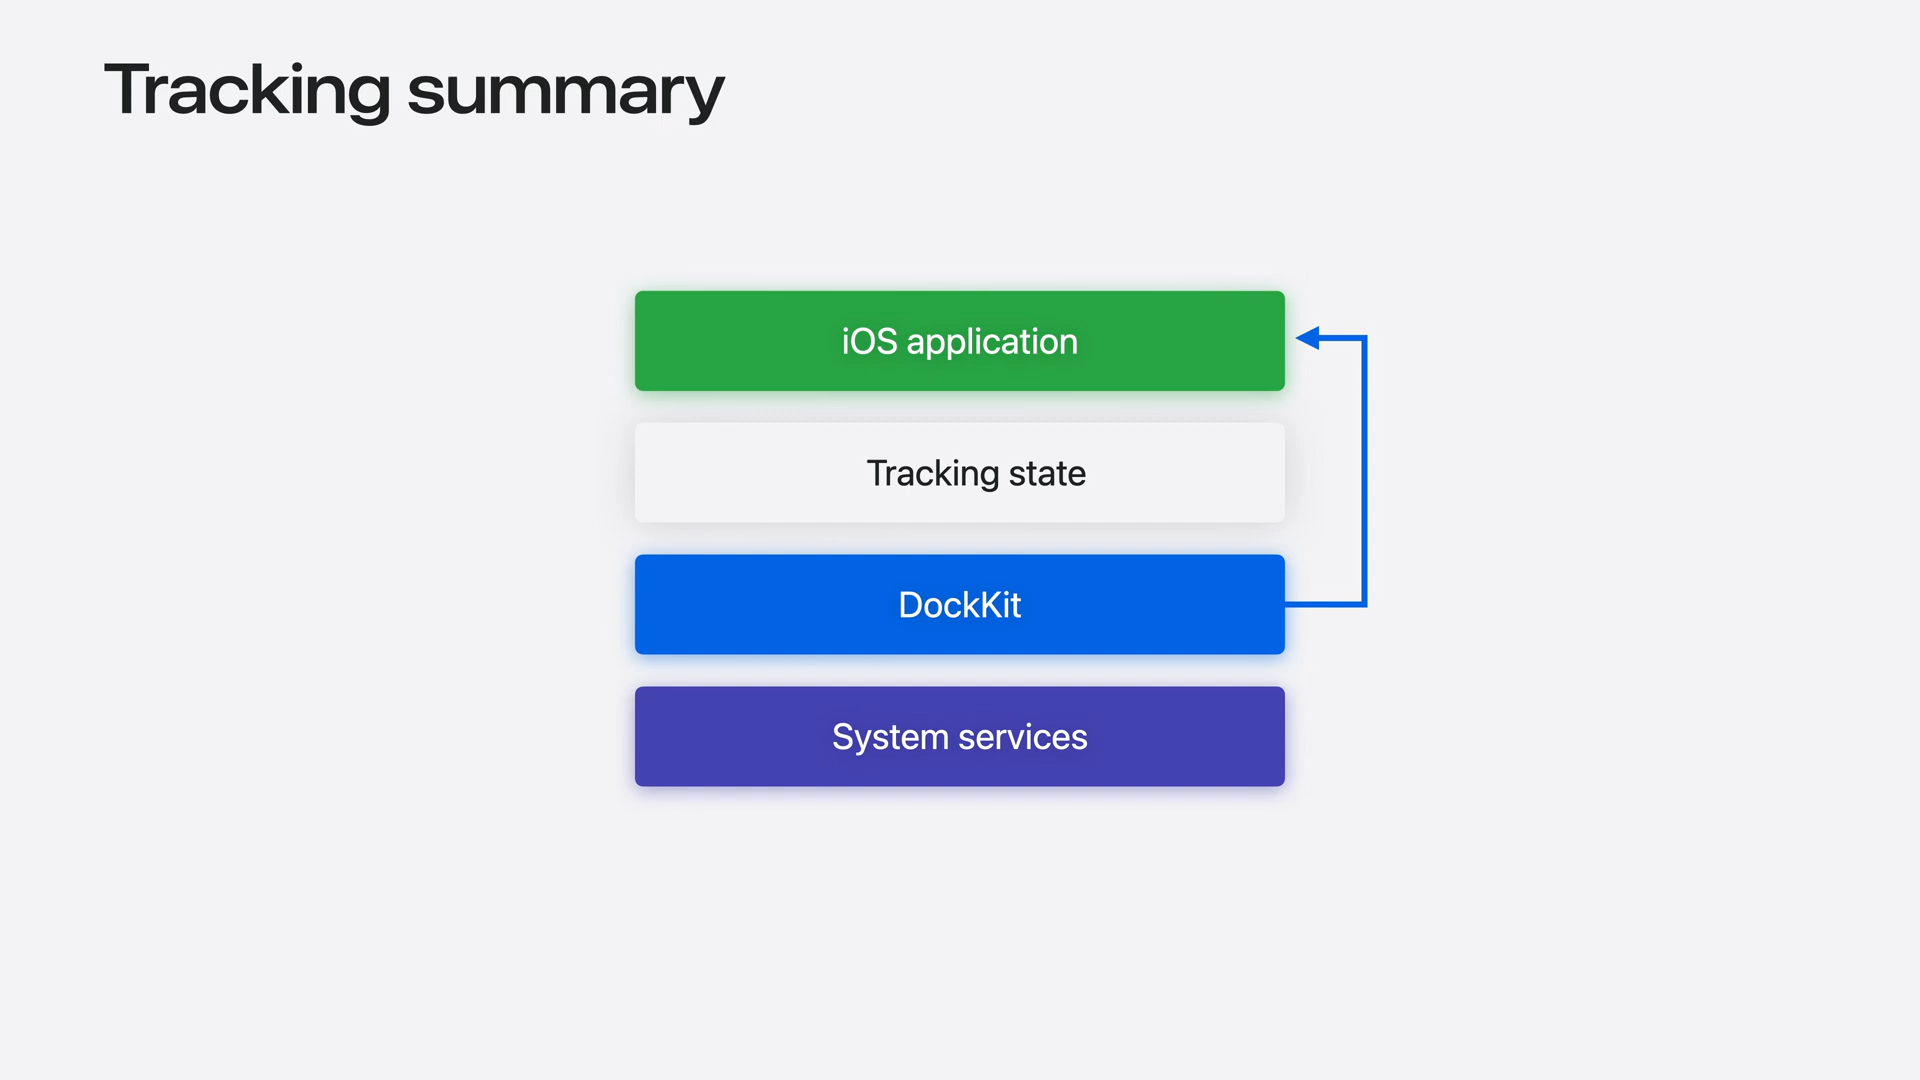 Tracking summary
iOS application
Tracking state
DockKit
System services